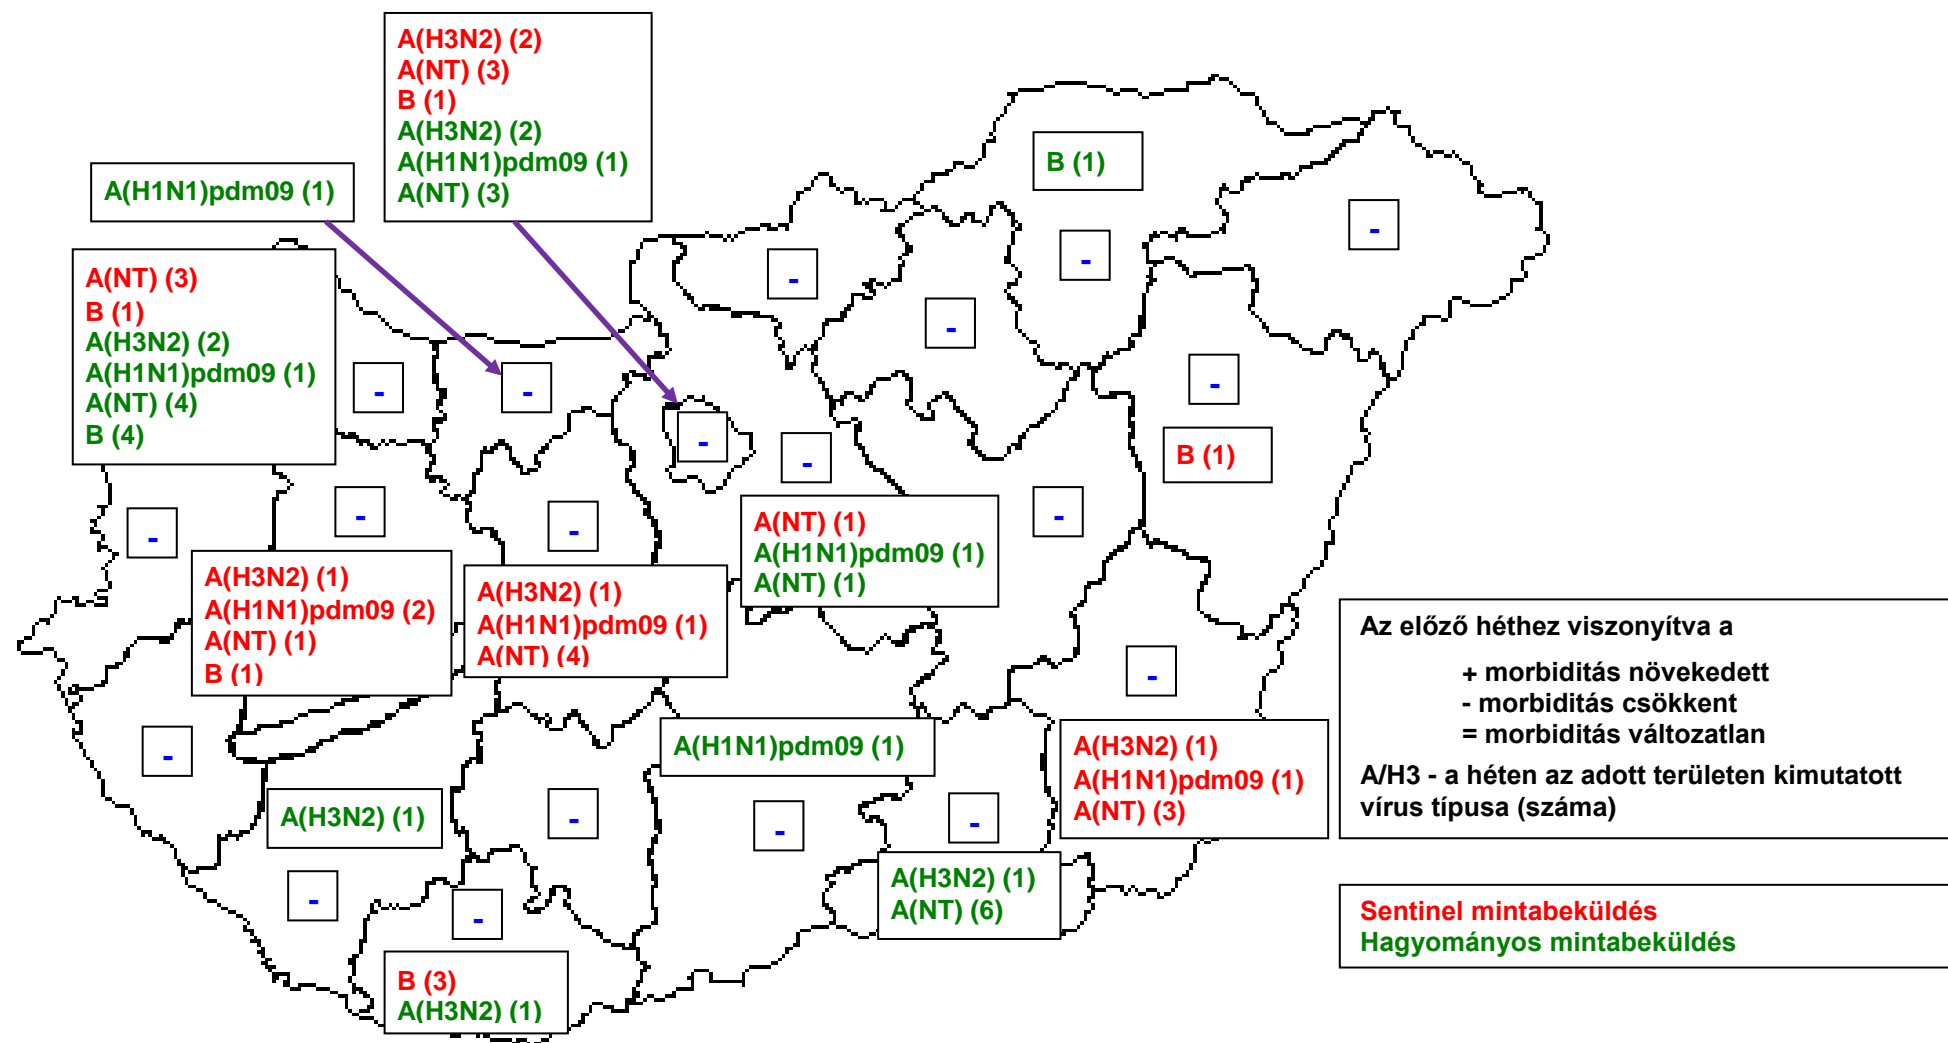 A(H3N2) (2)
A(NT) (3)
B (1)
A(H3N2) (2)
A(H1N1)pdm09 (1)
A(NT) (3)
A(H1N1)pdm09 (1)
B (1)
-
-
-
-
A(NT) (3)
B (1)
A(H3N2) (2)
A(H1N1)pdm09 (1)
A(NT) (4)
B (4)
-
-
-
-
-
B (1)
-
-
-
-
A(NT) (1)
A(H1N1)pdm09 (1)
A(NT) (1)
A(H3N2) (1)
A(H1N1)pdm09 (2)
A(NT) (1)
B (1)
A(H3N2) (1)
A(H1N1)pdm09 (1)
A(NT) (4)
-
-
A(H1N1)pdm09 (1)
A(H3N2) (1)
A(H1N1)pdm09 (1)
A(NT) (3)
A(H3N2) (1)
-
-
-
-
-
A(H3N2) (1)
A(NT) (6)
B (3)
A(H3N2) (1)
Az előző héthez viszonyítva a
+ morbiditás növekedett
- morbiditás csökkent
= morbiditás változatlan
A/H3 - a héten az adott területen kimutatott
vírus típusa (száma)
Sentinel mintabeküldés
Hagyományos mintabeküldés